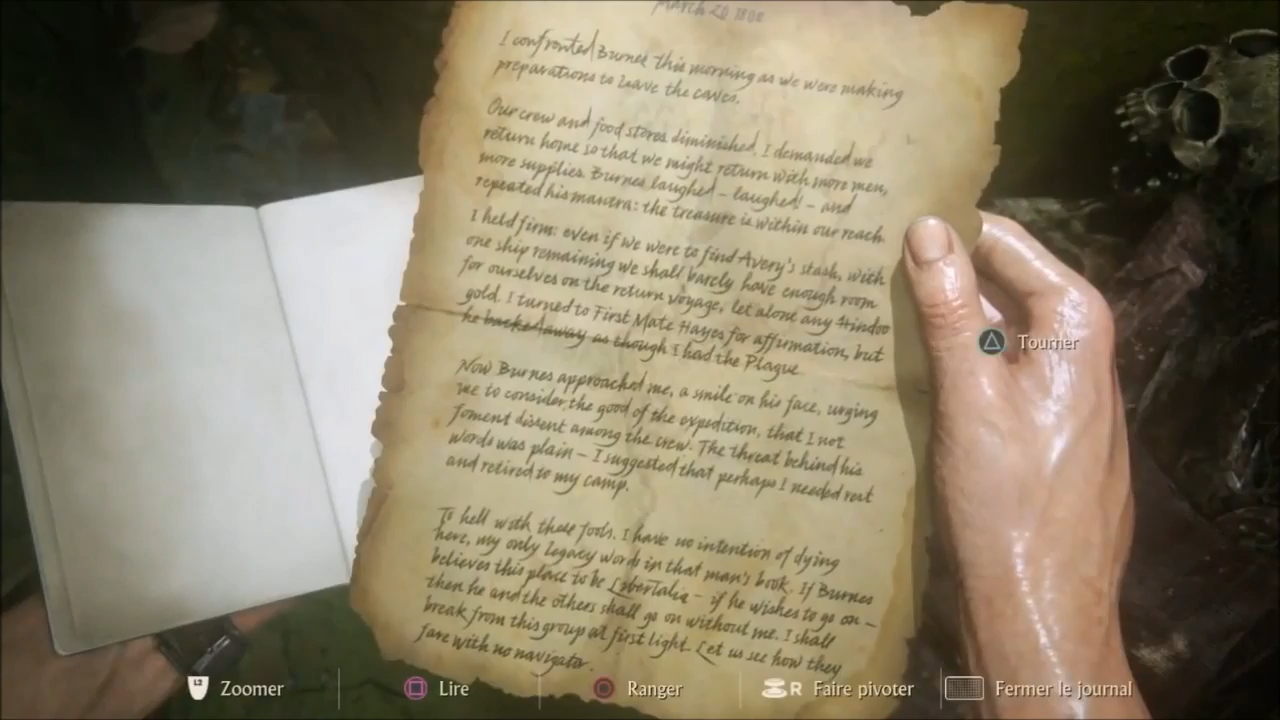 March 20 1808
I confronted Burnes this morning as we were making
preparations to leave the caves.
Our crew and food stores diminished, I demanded we
return home so that we might return with more men,
more supplies. Burnes laughed – laughed! – and
repeated his mantra: the treasure is within our reach.
I held firm: even if we were to find Avery's stash, with
one ship remaining we shall barely have enough room
for ourselves on the return voyage, let alone any Hindoo
gold. I turned to First Mate Hayes for affirmation, but
he backed away as though I had the Plague
Now Burnes approached me, a smile on his face, urging
me to consider the good of the expedition, that I not
foment dissent among the crew. The threat behind his
words was plain – I suggested that perhaps I needed rest
and retired to my camp.
To hell with these fools. I have no intention of dying
here, my only legacy words in that man's book. If Burnes
believes this place to be Libertalia – if he wishes to go on –
then he and the others shall go on without me. I shall
break from this group at first light. Let us see how they
fare with no navigator.
Tourner
L2 Zoomer
Lire
Ranger
R Faire pivoter
Fermer le journal